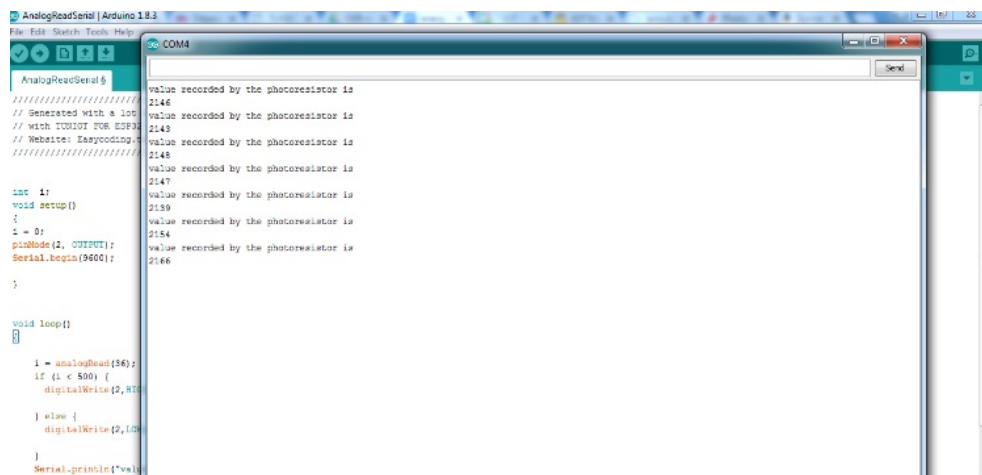 AnalogReadSerial | Arduino 1.8.3
File Edit Sketch Tools Help
COM4
Send
AnalogReadSerial §
//////////////////////////
// Generated with a lot
// with TUNIOT FOR ESP32
// Website: Easycoding.
//////////////////////////
int i;
void setup()
{
i = 0;
pinMode(2, OUTPUT);
Serial.begin(9600);
}
void loop()
{
i = analogRead(36);
if (i < 500) {
digitalWrite(2,HIG
} else {
digitalWrite(2,LOW
}
Serial.println("valu
value recorded by the photoresistor is
2146
value recorded by the photoresistor is
2143
value recorded by the photoresistor is
2148
value recorded by the photoresistor is
2147
value recorded by the photoresistor is
2139
value recorded by the photoresistor is
2154
value recorded by the photoresistor is
2166